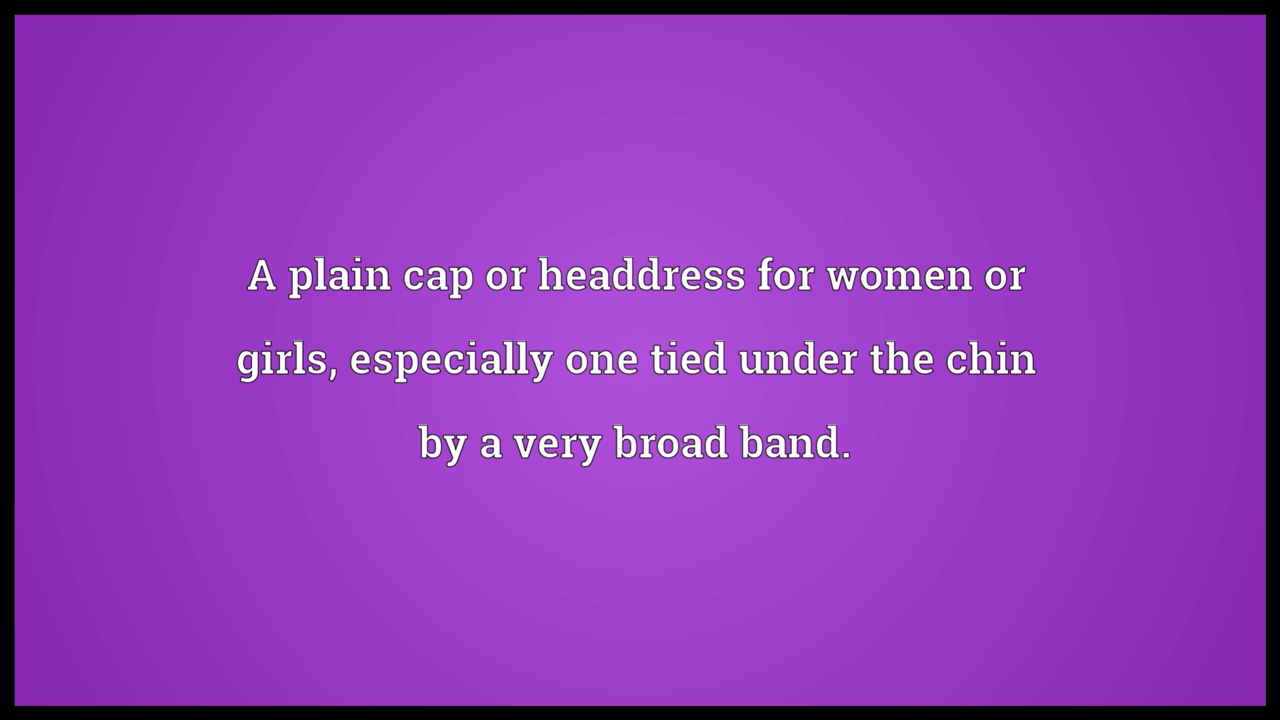 A plain cap or headdress for women or
girls, especially one tied under the chin
by a very broad band.